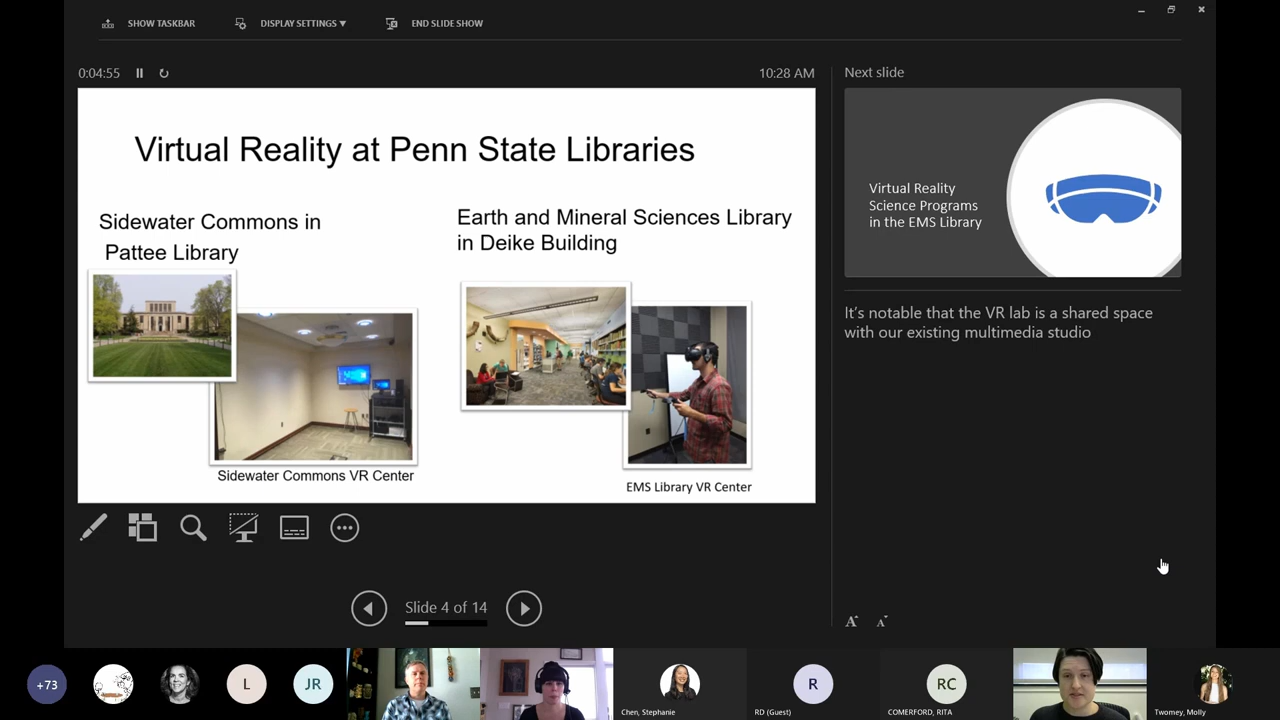 SHOW TASKBAR
DISPLAY SETTINGS ▼
END SLIDE SHOW
0:04:55
10:28 AM
Next slide
Virtual Reality at Penn State Libraries
Sidewater Commons in
Pattee Library
Earth and Mineral Sciences Library
in Deike Building
Sidewater Commons VR Center
EMS Library VR Center
Virtual Reality
Science Programs
in the EMS Library
It's notable that the VR lab is a shared space
with our existing multimedia studio
Slide 4 of 14
A A
+73
L
JR
Chen, Stephanie
R
RD (Guest)
RC
COMERFORD, RITA
Twomey, Molly